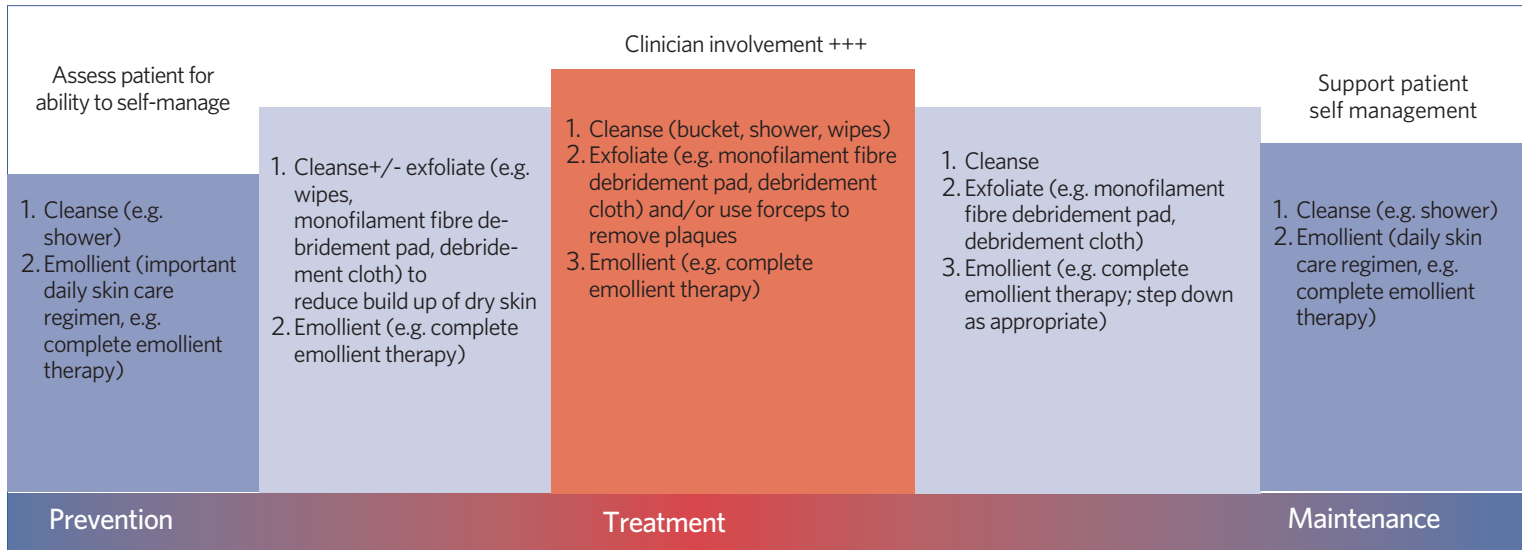 Clinician involvement +++
Assess patient for
ability to self-manage
Support patient
self management
1. Cleanse (e.g.
shower)
2. Emollient (important
daily skin care
regimen, e.g.
complete emollient
therapy)
1. Cleanse+/- exfoliate (e.g.
wipes,
monofilament fibre de-
bridement pad, debride-
ment cloth) to
reduce build up of dry skin
2. Emollient (e.g. complete
emollient therapy)
1. Cleanse (bucket, shower, wipes)
2. Exfoliate (e.g. monofilament fibre
debridement pad, debridement
cloth) and/or use forceps to
remove plaques
3. Emollient (e.g. complete
emollient therapy)
1. Cleanse
2. Exfoliate (e.g. monofilament
fibre debridement pad,
debridement cloth)
3. Emollient (e.g. complete
emollient therapy; step down
as appropriate)
1. Cleanse (e.g. shower)
2. Emollient (daily skin
care regimen, e.g.
complete emollient
therapy)
Prevention
Treatment
Maintenance